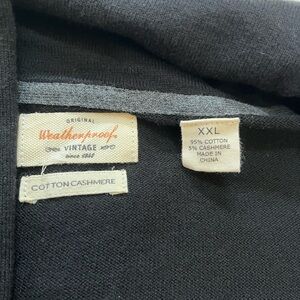 ORIGINAL
Weatherproof
VINTAGE
since 1948
COTTON CASHMERE
XXL
95% COTTON
5% CASHMERE
MADE IN
CHINA